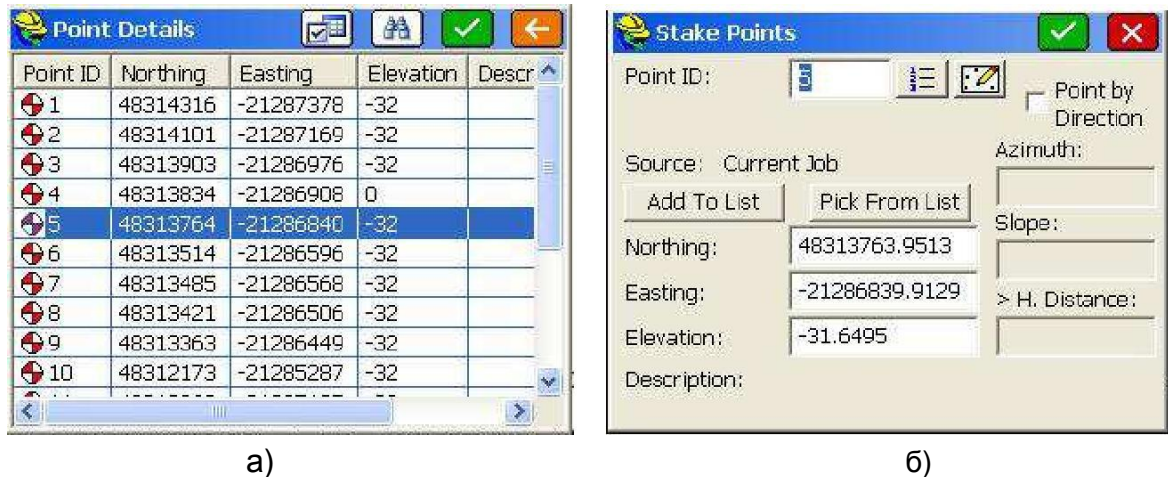 Point Details
Point ID Northing Easting Elevation Descr
1 48314316 -21287378 -32
2 48314101 -21287169 -32
3 48313903 -21286976 -32
4 48313834 -21286908 0
5 48313764 -21286840 -32
6 48313514 -21286596 -32
7 48313485 -21286568 -32
8 48313421 -21286506 -32
9 48313363 -21286449 -32
10 48312173 -21285287 -32
а)
Stake Points
Point ID: 5
Point by
Direction
Source: Current Job
Azimuth:
Add To List Pick From List
Slope:
Northing: 48313763.9513
Easting: -21286839.9129
> H. Distance:
Elevation: -31.6495
Description:
б)